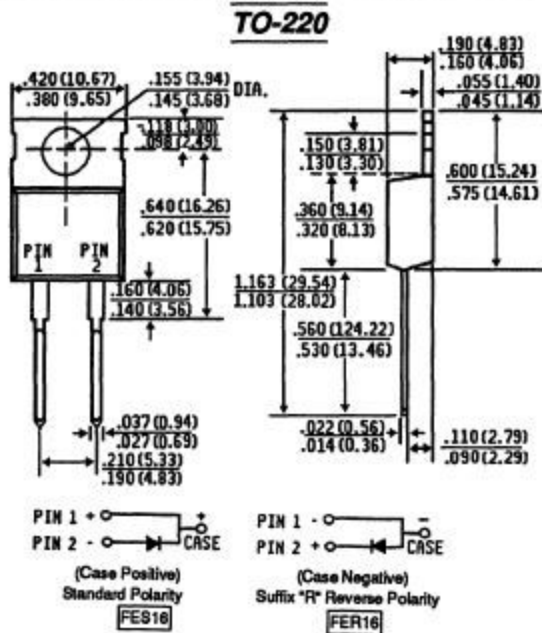 TO-220
.420 (10.67)
.380 (9.65)
.155 (3.94)
.145 (3.68)
DIA.
.118 (3.00)
.098 (2.49)
.640 (16.26)
.620 (15.75)
PIN 1
PIN 2
.160 (4.06)
.140 (3.56)
.037 (0.94)
.027 (0.69)
.210 (5.33)
.190 (4.83)
.190 (4.83)
.160 (4.06)
.055 (1.40)
.045 (1.14)
.150 (3.81)
.130 (3.30)
.600 (15.24)
.575 (14.61)
.360 (9.14)
.320 (8.13)
1.163 (29.54)
1.103 (28.02)
.560 (124.22)
.530 (13.46)
.022 (0.56)
.014 (0.36)
.110 (2.79)
.090 (2.29)
PIN 1 + +
PIN 2 - CASE
(Case Positive)
Standard Polarity
FES16
PIN 1 - -
PIN 2 + CASE
(Case Negative)
Suffix "R" Reverse Polarity
FER16